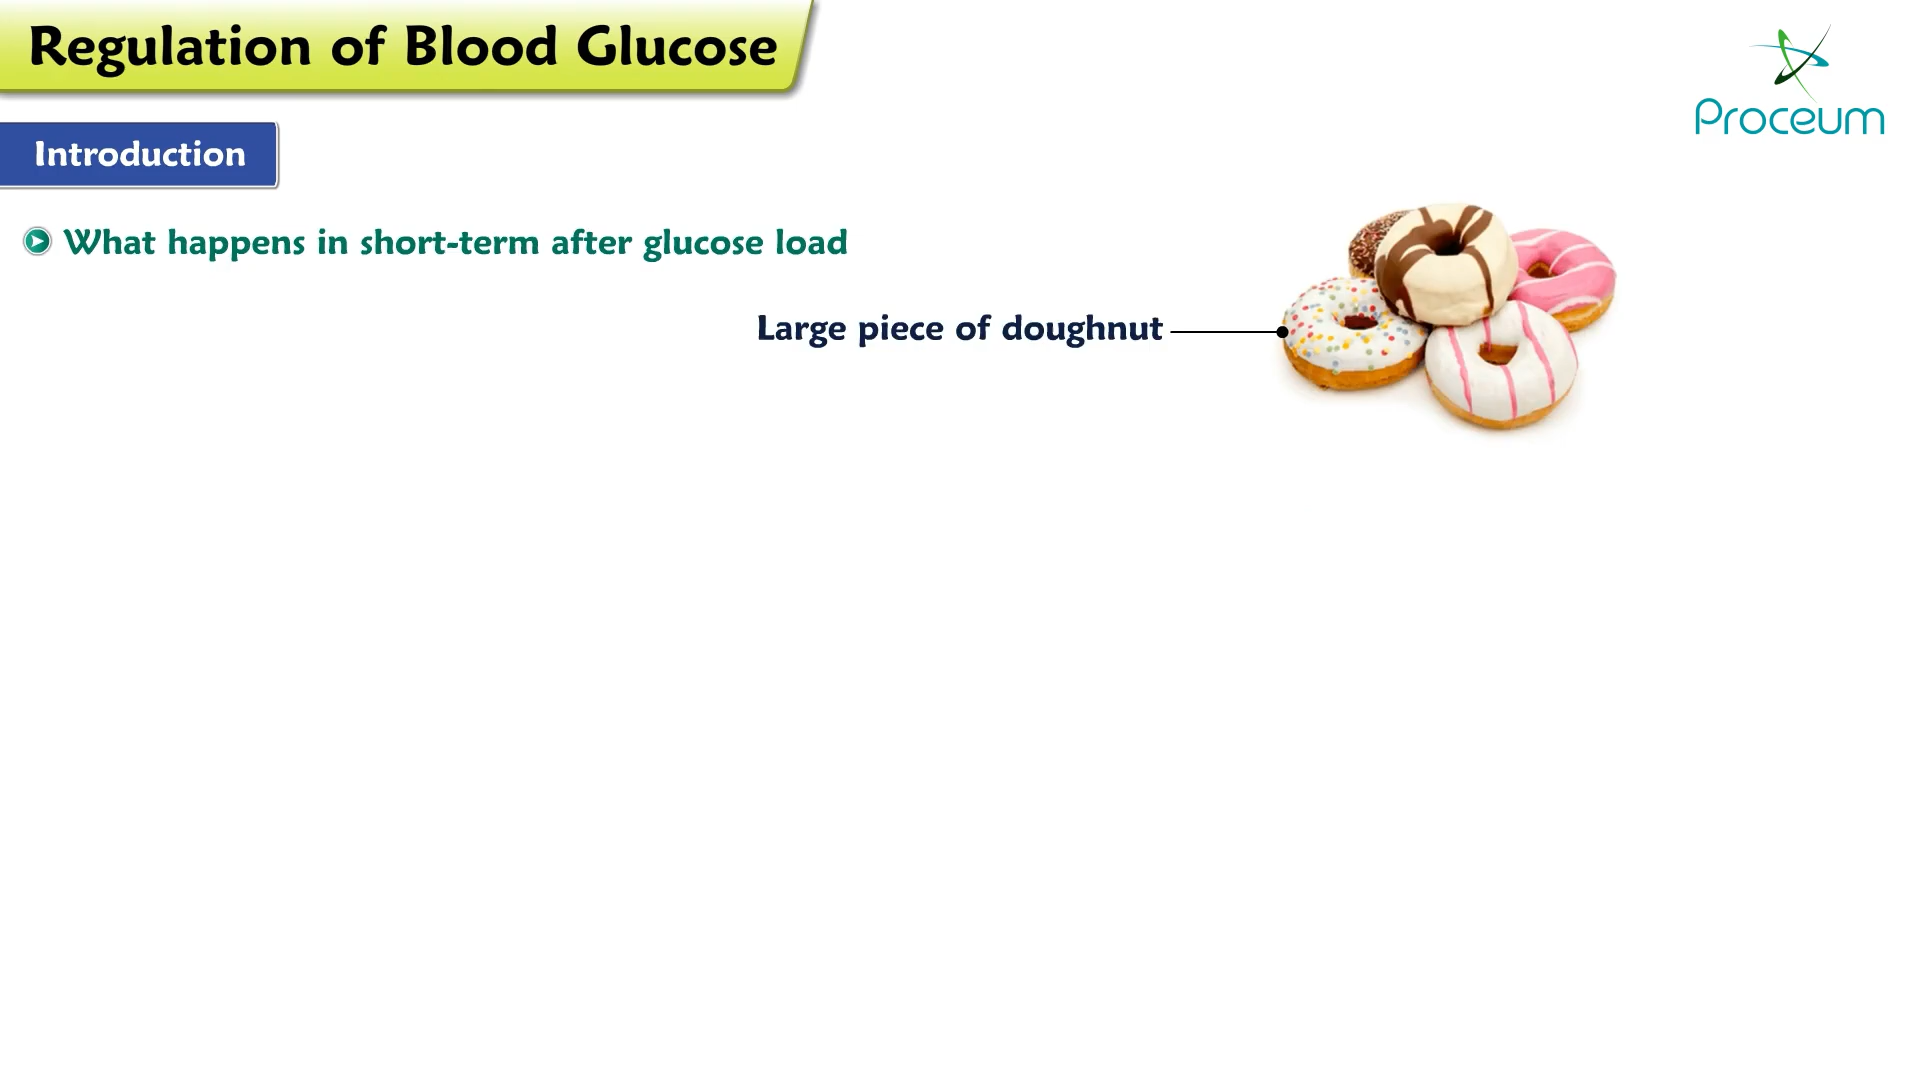 Regulation of Blood Glucose
Proceum
Introduction
What happens in short-term after glucose load
Large piece of doughnut